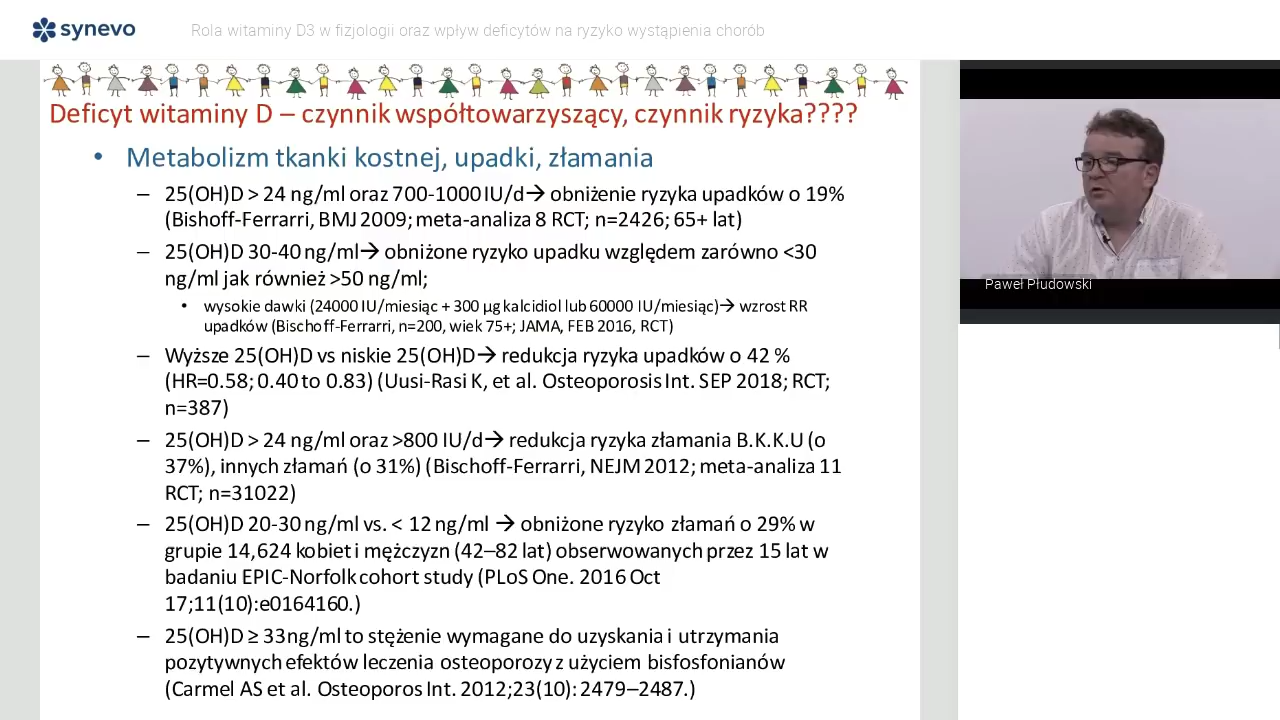 synevo
Rola witaminy D3 w fizjologii oraz wpływ deficytów na ryzyko wystąpienia chorób
Deficyt witaminy D – czynnik współtowarzyszący, czynnik ryzyka????
• Metabolizm tkanki kostnej, upadki, złamania
– 25(OH)D > 24 ng/ml oraz 700-1000 IU/d→ obniżenie ryzyka upadków o 19%
(Bishoff-Ferrarri, BMJ 2009; meta-analiza 8 RCT; n=2426; 65+ lat)
– 25(OH)D 30-40 ng/ml→ obniżone ryzyko upadku względem zarówno <30
ng/ml jak również >50 ng/ml;
• wysokie dawki (24000 IU/miesiąc + 300 µg kalcidiol lub 60000 IU/miesiąc)→ wzrost RR
upadków (Bischoff-Ferrari, n=200, wiek 75+; JAMA, FEB 2016, RCT)
– Wyższe 25(OH)D vs niskie 25(OH)D→ redukcja ryzyka upadków o 42 %
(HR=0.58; 0.40 to 0.83) (Uusi-Rasi K, et al. Osteoporosis Int. SEP 2018; RCT;
n=387)
– 25(OH)D > 24 ng/ml oraz >800 IU/d→ redukcja ryzyka złamania B.K.K.U (o
37%), innych złamań (o 31%) (Bischoff-Ferrari, NEJM 2012; meta-analiza 11
RCT; n=31022)
– 25(OH)D 20-30 ng/ml vs. < 12 ng/ml → obniżone ryzyko złamań o 29% w
grupie 14,624 kobiet i mężczyzn (42–82 lat) obserwowanych przez 15 lat w
badaniu EPIC-Norfolk cohort study (PLoS One. 2016 Oct
17;11(10):e0164160.)
– 25(OH)D ≥ 33ng/ml to stężenie wymagane do uzyskania i utrzymania
pozytywnych efektów leczenia osteoporozy z użyciem bisfosfonianów
(Carmel AS et al. Osteoporos Int. 2012;23(10): 2479–2487.)
Paweł Płudowski